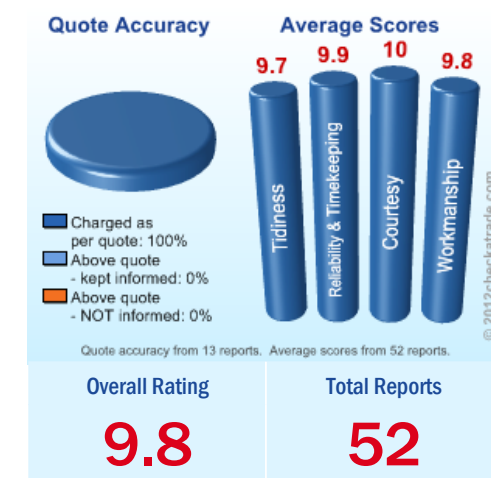 Quote Accuracy
Average Scores
9.7
9.9
10
9.8
Tidiness
Reliability & Timekeeping
Courtesy
Workmanship
Charged as
per quote: 100%
Above quote
- kept informed: 0%
Above quote
- NOT informed: 0%
© 2012checkatrade.com
Quote accuracy from 13 reports. Average scores from 52 reports.
Overall Rating
Total Reports
9.8
52